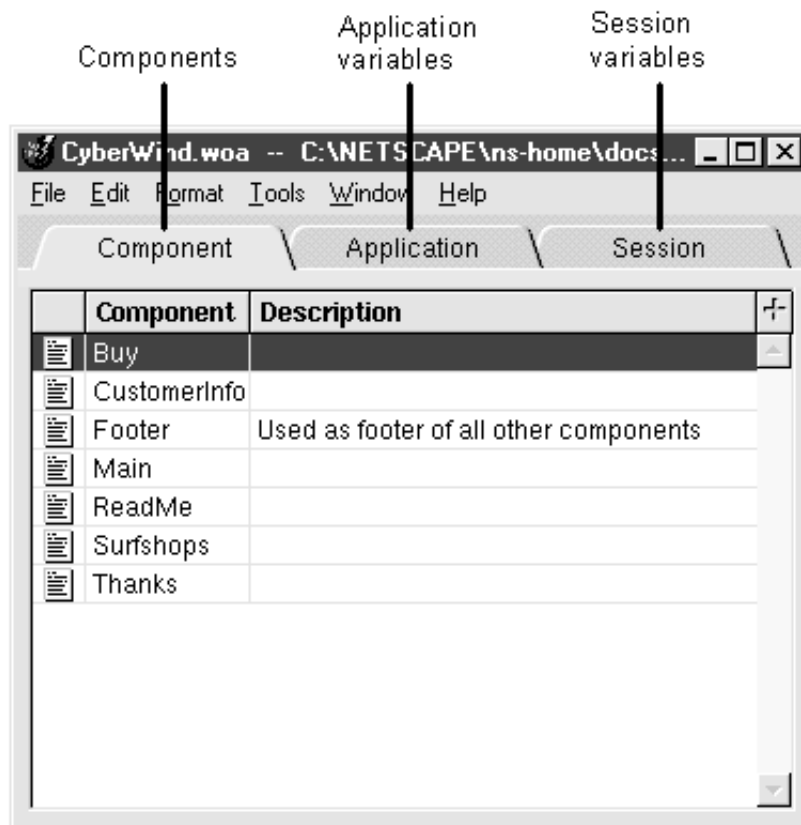 Components
Application variables
Session variables
CyberWind.woa -- C:\NETSCAPE\ns-home\docs...
File Edit Format Tools Window Help
Component Application Session
Component Description
Buy
CustomerInfo
Footer Used as footer of all other components
Main
ReadMe
Surfshops
Thanks